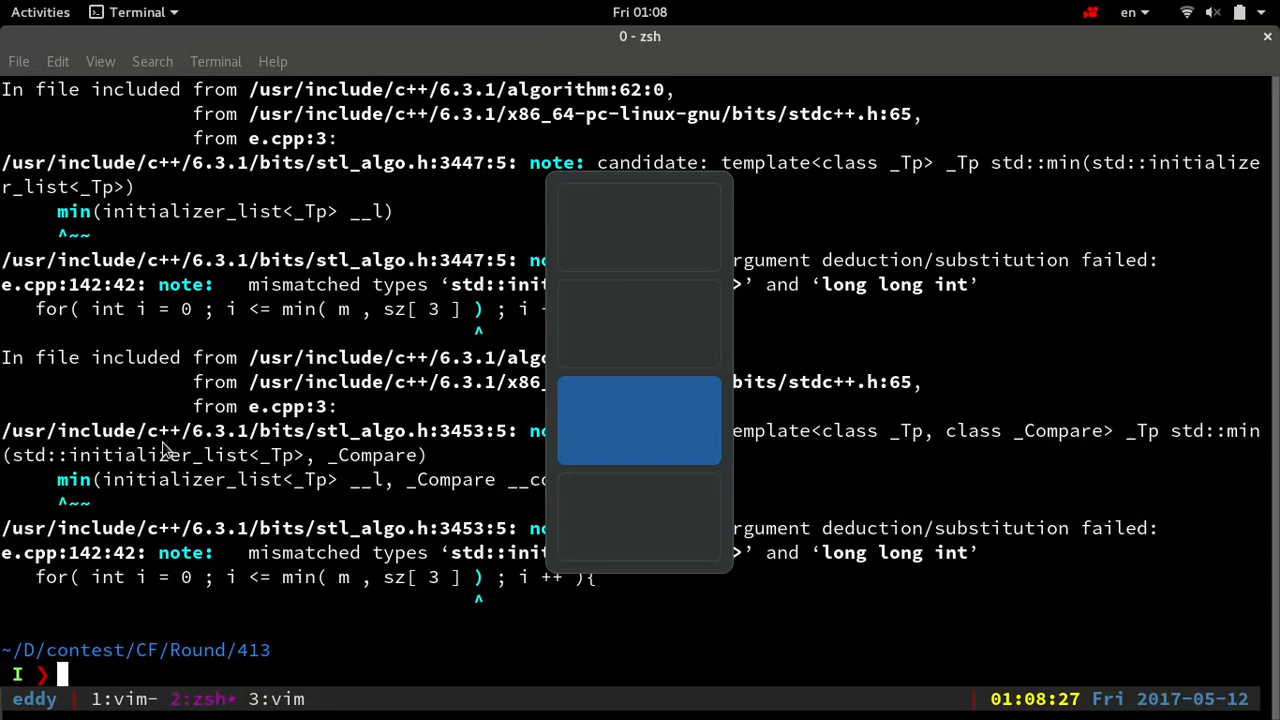 Activities Terminal Fri 01:08 en
0 - zsh
File Edit View Search Terminal Help
In file included from /usr/include/c++/6.3.1/algorithm:62:0,
from /usr/include/c++/6.3.1/x86_64-pc-linux-gnu/bits/stdc++.h:65,
from e.cpp:3:
/usr/include/c++/6.3.1/bits/stl_algo.h:3447:5: note: candidate: template<class _Tp> _Tp std::min(std::initialize
r_list<_Tp>)
min(initializer_list<_Tp> __l)
^~~
/usr/include/c++/6.3.1/bits/stl_algo.h:3447:5: no rgument deduction/substitution failed:
e.cpp:142:42: note: mismatched types ‘std::ini >’ and ‘long long int’
for( int i = 0 ; i <= min( m , sz[ 3 ] ) ; i +
^
In file included from /usr/include/c++/6.3.1/algo
from /usr/include/c++/6.3.1/x86_ bits/stdc++.h:65,
from e.cpp:3:
/usr/include/c++/6.3.1/bits/stl_algo.h:3453:5: no emplate<class _Tp, class _Compare> _Tp std::min
(std::initializer_list<_Tp>, _Compare)
min(initializer_list<_Tp> __l, _Compare __co
^~~
/usr/include/c++/6.3.1/bits/stl_algo.h:3453:5: no rgument deduction/substitution failed:
e.cpp:142:42: note: mismatched types ‘std::ini >’ and ‘long long int’
for( int i = 0 ; i <= min( m , sz[ 3 ] ) ; i ++ ){
^
~/D/contest/CF/Round/413
I ❯
eddy 1:vim- 2:zsh* 3:vim 01:08:27 Fri 2017-05-12